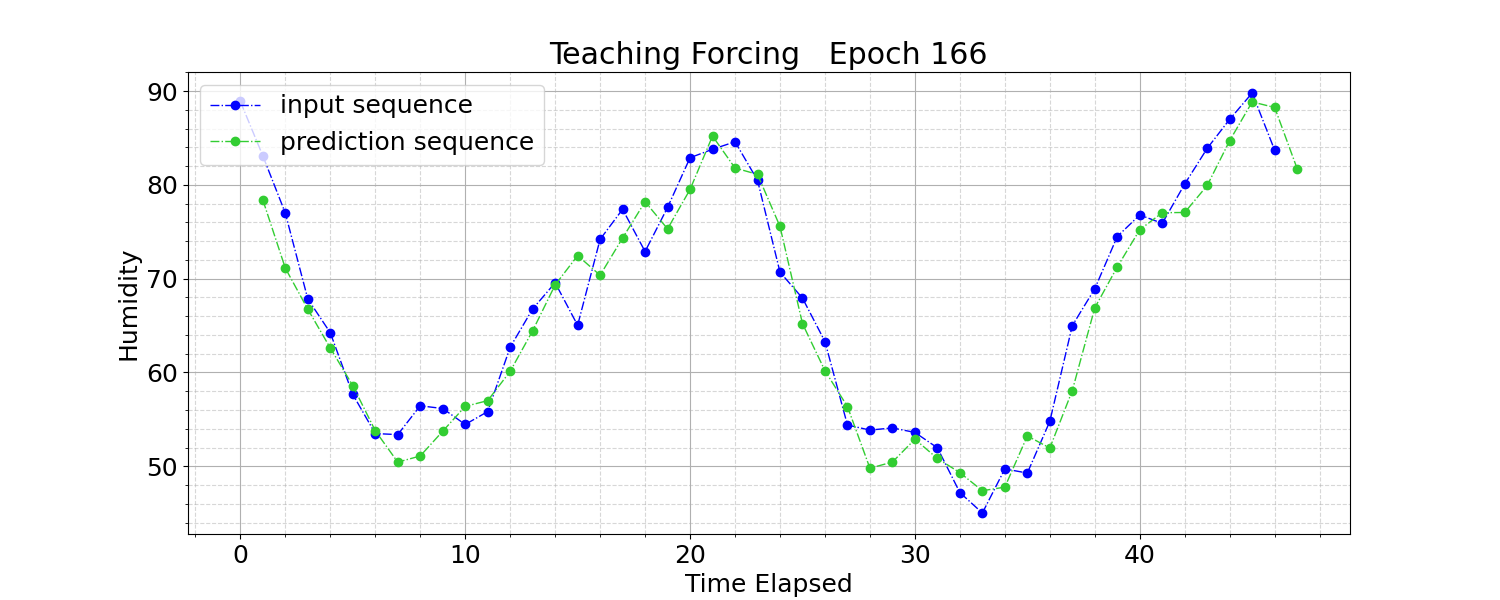 Teaching Forcing   Epoch 166
input sequence
prediction sequence
Humidity
90
80
70
60
50
0 10 20 30 40
Time Elapsed